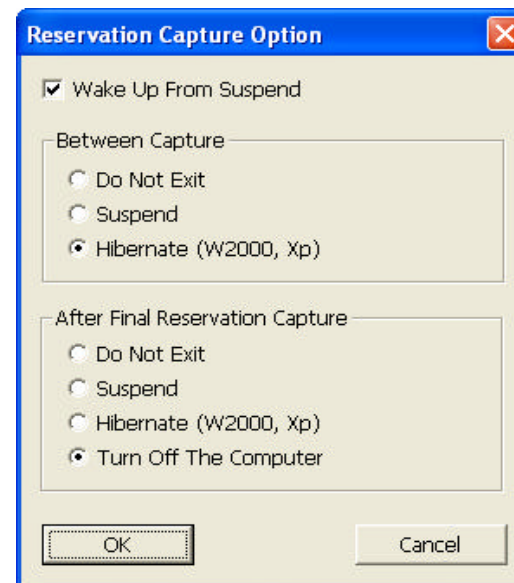 Reservation Capture Option
Wake Up From Suspend
Between Capture
Do Not Exit
Suspend
Hibernate (W2000, Xp)
After Final Reservation Capture
Do Not Exit
Suspend
Hibernate (W2000, Xp)
Turn Off The Computer
OK
Cancel